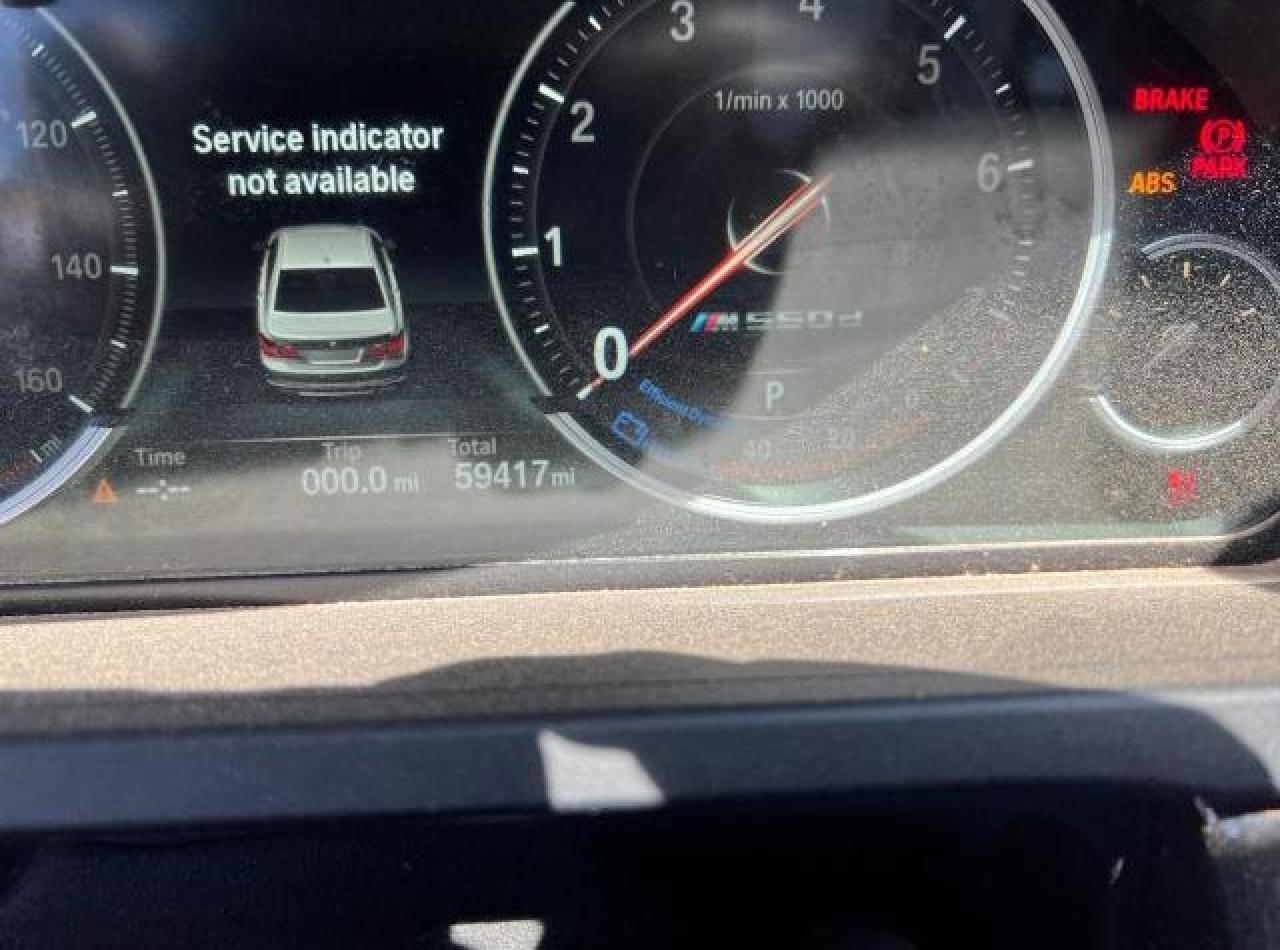 3
4
5
2
1/min x 1000
BRAKE
120
Service indicator
not available
6
PARK
ABS
1
140
M550d
0
160
P
mi
Time
Trip
Total
--:--
000.0 mi
59417 mi